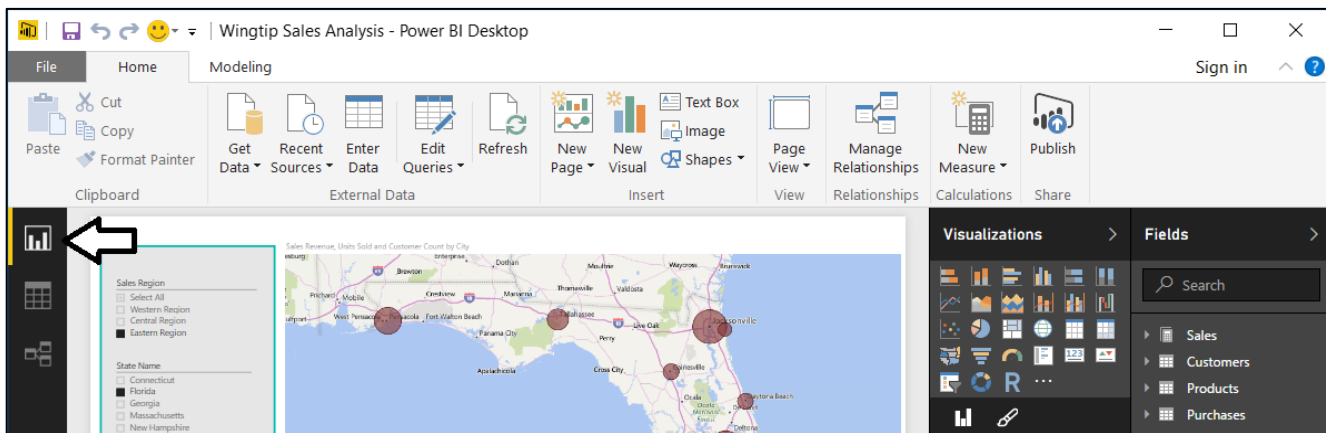 Wingtip Sales Analysis - Power BI Desktop
File Home Modeling Sign in
Paste
Cut
Copy
Format Painter
Clipboard
Get Data
Recent Sources
Enter Data
Edit Queries
Refresh
External Data
New Page
New Visual
Text Box
Image
Shapes
Insert
Page View
View
Manage Relationships
Relationships
New Measure
Calculations
Publish
Share
Sales Region
Select All
Western Region
Central Region
Eastern Region
State Name
Connecticut
Florida
Georgia
Massachusetts
New Hampshire
Sales Revenue, Units Sold and Customer Count by City
Enterprise
Dothan
Moultrie
Waycross
Brunswick
Brewton
Thomasville
Valdosta
Prichard
Mobile
Crestview
Marianna
West Pensacola
Fort Walton Beach
Tallahassee
Live Oak
Panama City
Perry
Apalachicola
Cross City
Gainesville
Ocala
Daytona Beach
Deltona
Visualizations
123
R
Fields
Search
Sales
Customers
Products
Purchases